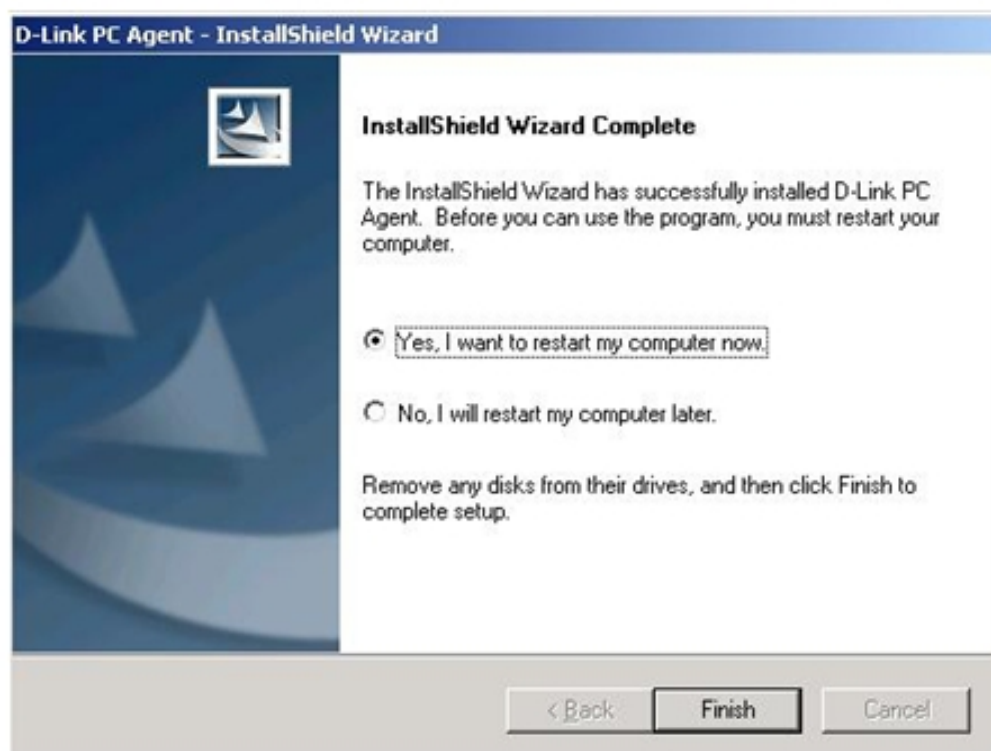 D-Link PC Agent - InstallShield Wizard
InstallShield Wizard Complete
The InstallShield Wizard has successfully installed D-Link PC
Agent. Before you can use the program, you must restart your
computer.
Yes, I want to restart my computer now.
No, I will restart my computer later.
Remove any disks from their drives, and then click Finish to
complete setup.
< Back
Finish
Cancel